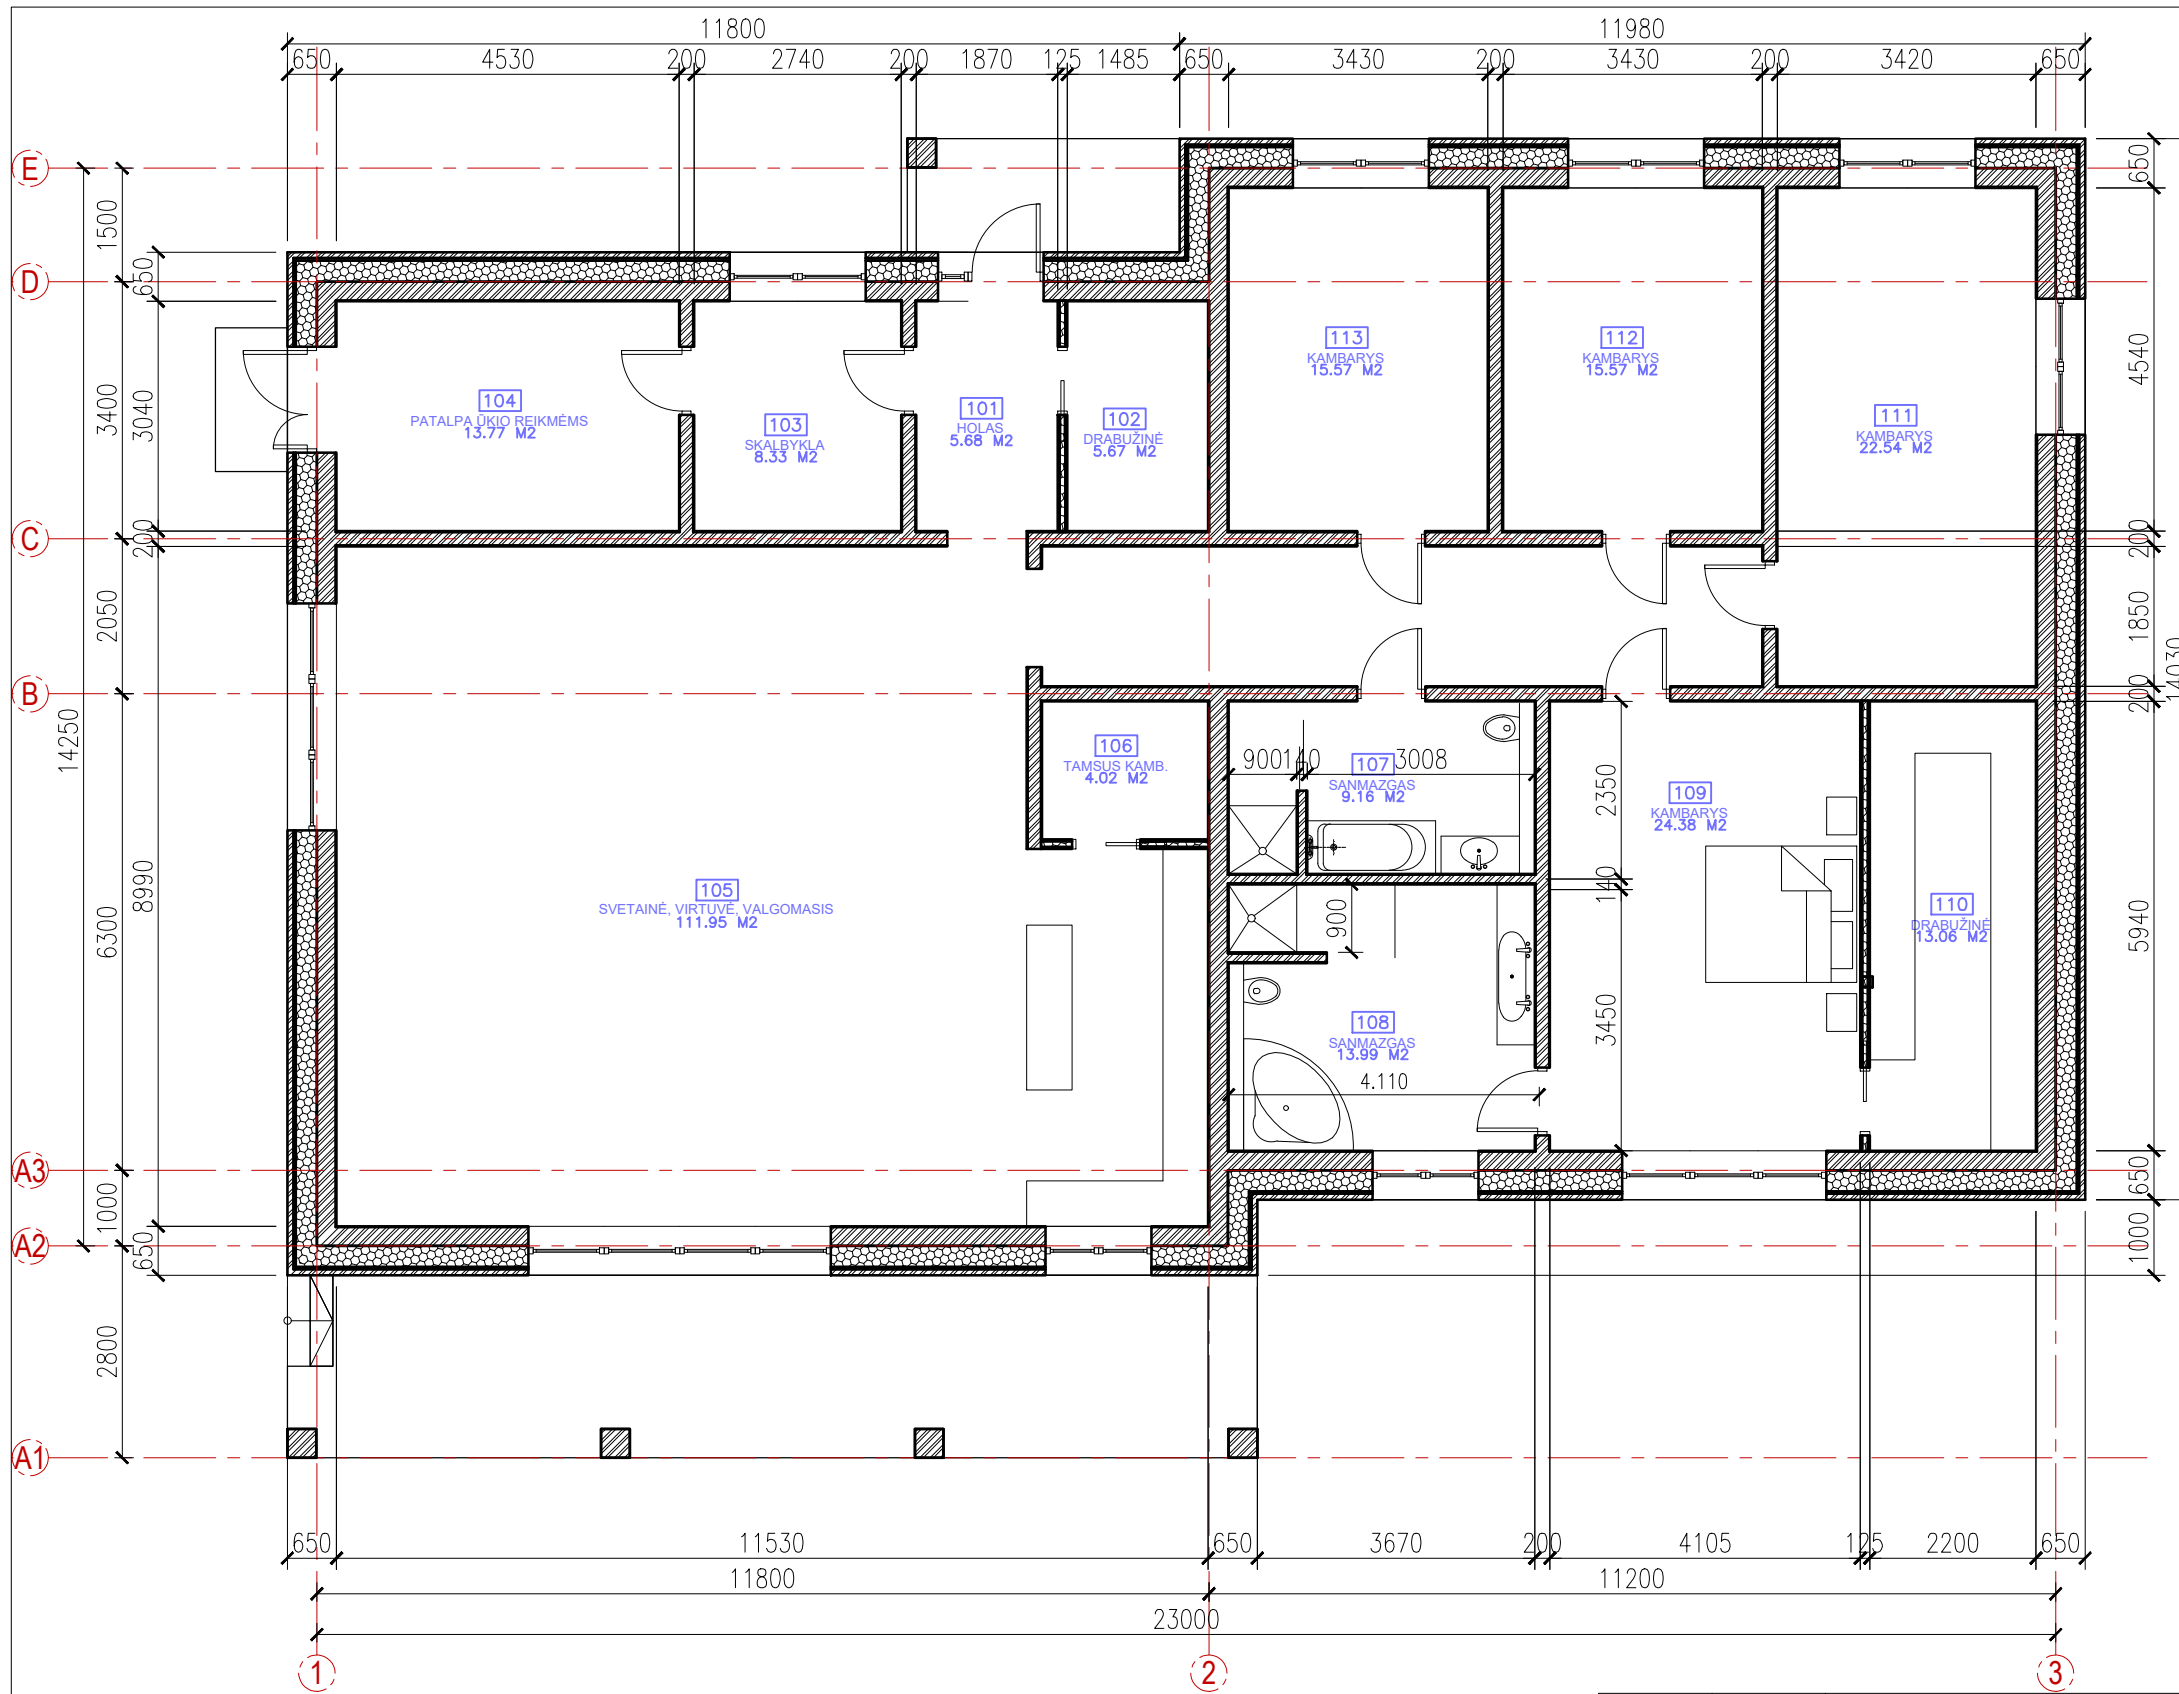 11800 11980
650 4530 200 2740 200 1870 125 1485 650 3430 200 3430 200 3420 650
E
D
C
B
A3
A2
A1
1500
3400
2050
6300
1000
2800
14250
650
3040
200
8990
650
650
4540
200
1850
200
5940
650
1000
14030
104
PATALPA ŪKIO REIKMĖMS
13.77 M2
103
SKALBYKLA
8.33 M2
101
HOLAS
5.68 M2
102
DRABUŽINĖ
5.67 M2
113
KAMBARYS
15.57 M2
112
KAMBARYS
15.57 M2
111
KAMBARYS
22.54 M2
106
TAMSUS KAMB.
4.02 M2
900 140 3008
107
SANMAZGAS
9.16 M2
2350
140
3450
109
KAMBARYS
24.38 M2
105
SVETAINĖ, VIRTUVĖ, VALGOMASIS
111.95 M2
900
110
DRABUŽINĖ
13.06 M2
108
SANMAZGAS
13.99 M2
4.110
650 11530 650 3670 200 4105 125 2200 650
11800 11200
23000
1 2 3